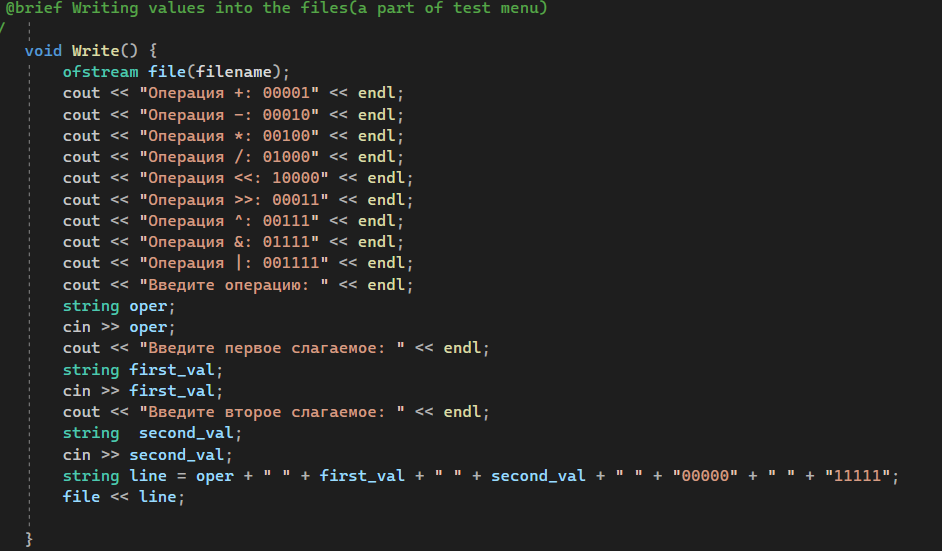 @brief Writing values into the files(a part of test menu)
/
void Write() {
ofstream file(filename);
cout << "Операция +: 00001" << endl;
cout << "Операция -: 00010" << endl;
cout << "Операция *: 00100" << endl;
cout << "Операция /: 01000" << endl;
cout << "Операция <<: 10000" << endl;
cout << "Операция >>: 00011" << endl;
cout << "Операция ^: 00111" << endl;
cout << "Операция &: 01111" << endl;
cout << "Операция |: 001111" << endl;
cout << "Введите операцию: " << endl;
string oper;
cin >> oper;
cout << "Введите первое слагаемое: " << endl;
string first_val;
cin >> first_val;
cout << "Введите второе слагаемое: " << endl;
string  second_val;
cin >> second_val;
string line = oper + " " + first_val + " " + second_val + " " + "00000" + " " + "11111";
file << line;
}